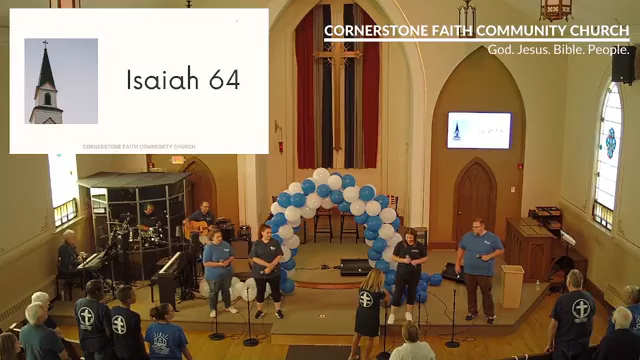 Isaiah 64
CORNERSTONE FAITH COMMUNITY CHURCH
CORNERSTONE FAITH COMMUNITY CHURCH
God. Jesus. Bible. People.